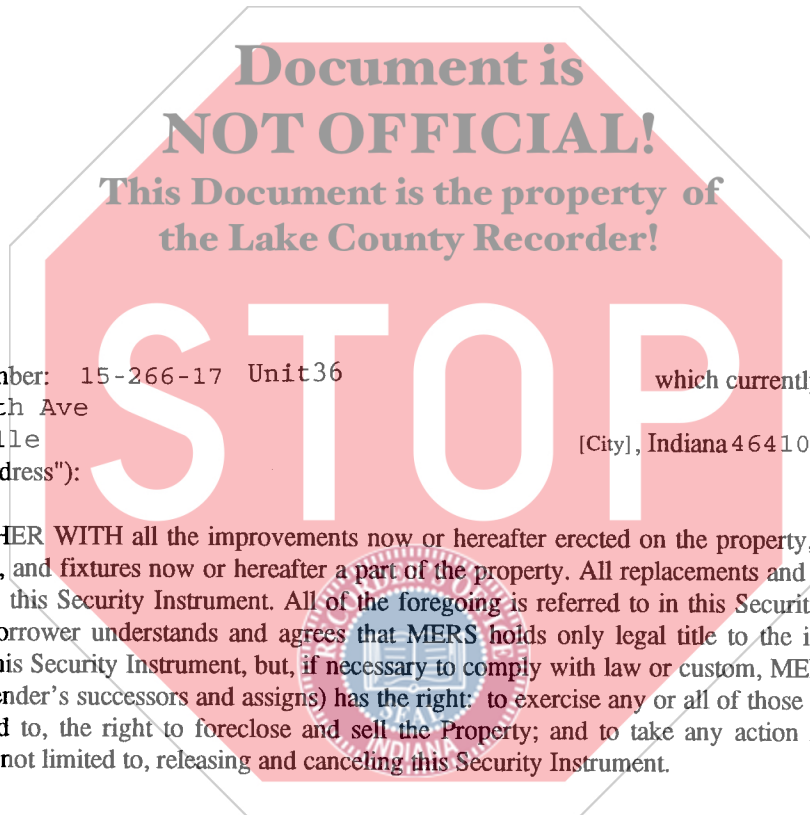 Document is
NOT OFFICIAL!
This Document is the property of
the Lake County Recorder!
STOP
nber: 15-266-17 Unit36 which currently
th Ave
lle [City], Indiana 46410
dress"):
HER WITH all the improvements now or hereafter erected on the property,
, and fixtures now or hereafter a part of the property. All replacements and
this Security Instrument. All of the foregoing is referred to in this Securit
orrower understands and agrees that MERS holds only legal title to the i
his Security Instrument, but, if necessary to comply with law or custom, ME
ender's successors and assigns) has the right: to exercise any or all of those
d to, the right to foreclose and sell the Property; and to take any action
not limited to, releasing and canceling this Security Instrument.
SEAL
INDIANA